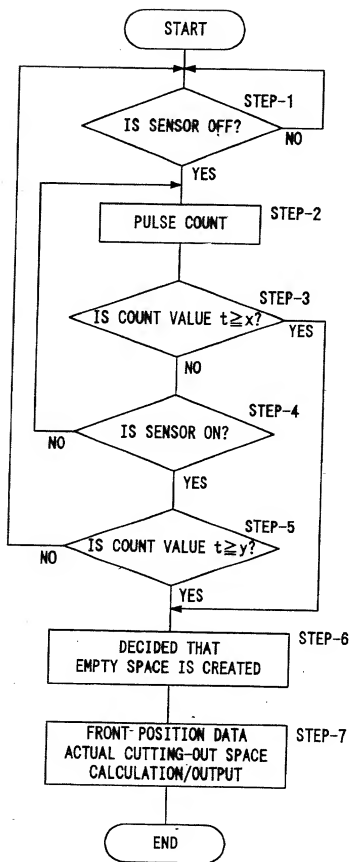 START
STEP-1
IS SENSOR OFF?
NO
YES
STEP-2
PULSE COUNT
STEP-3
IS COUNT VALUE t≧x?
YES
NO
STEP-4
IS SENSOR ON?
NO
YES
STEP-5
IS COUNT VALUE t≧y?
NO
YES
STEP-6
DECIDED THAT
EMPTY SPACE IS CREATED
FRONT-POSITION DATA
STEP-7
ACTUAL CUTTING-OUT SPACE
CALCULATION/OUTPUT
END